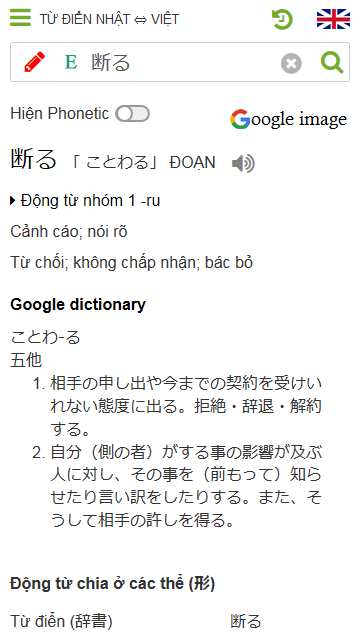 TỪ ĐIỂN NHẬT ⇔ VIỆT
E 断る
Hiện Phonetic
Google image
断る 「 ことわる」 ĐOẠN
Động từ nhóm 1 -ru
Cảnh cáo; nói rõ
Từ chối; không chấp nhận; bác bỏ
Google dictionary
ことわ-る
五他
1. 相手の申し出や今までの契約を受けい
れない態度に出る。拒絶・辞退・解約
する。
2. 自分（側の者）がする事の影響が及ぶ
人に対し、その事を（前もって）知ら
せたり言い訳をしたりする。また、そ
うして相手の許しを得る。
Động từ chia ở các thể (形)
Từ điển (辞書) 断る